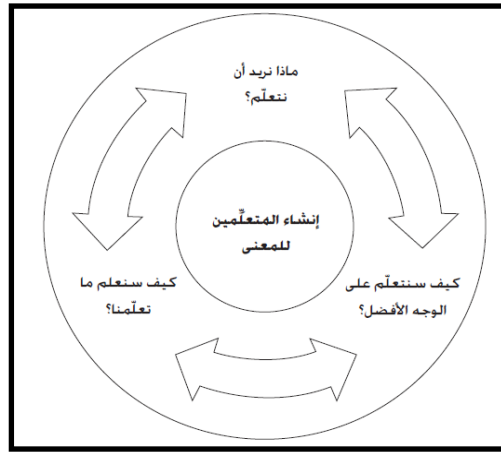 ماذا نريد أن
نتعلّم؟
إنشاء المتعلِّمين
للمعنى
كيف سنتعلّم على
الوجه الأفضل؟
كيف سنعلم ما
تعلّمنا؟